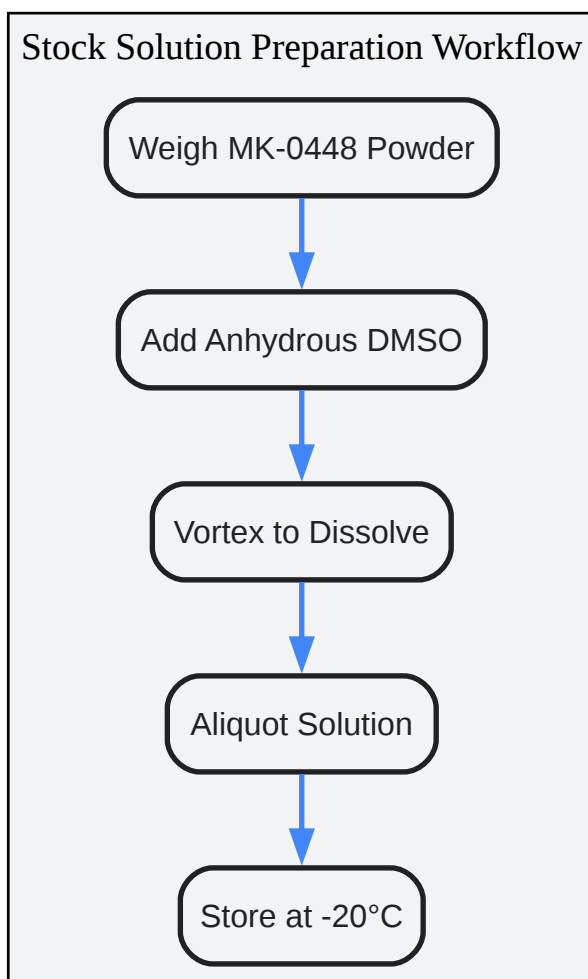 Stock Solution Preparation Workflow
Weigh MK-0448 Powder
Add Anhydrous DMSO
Vortex to Dissolve
Aliquot Solution
Store at -20°C